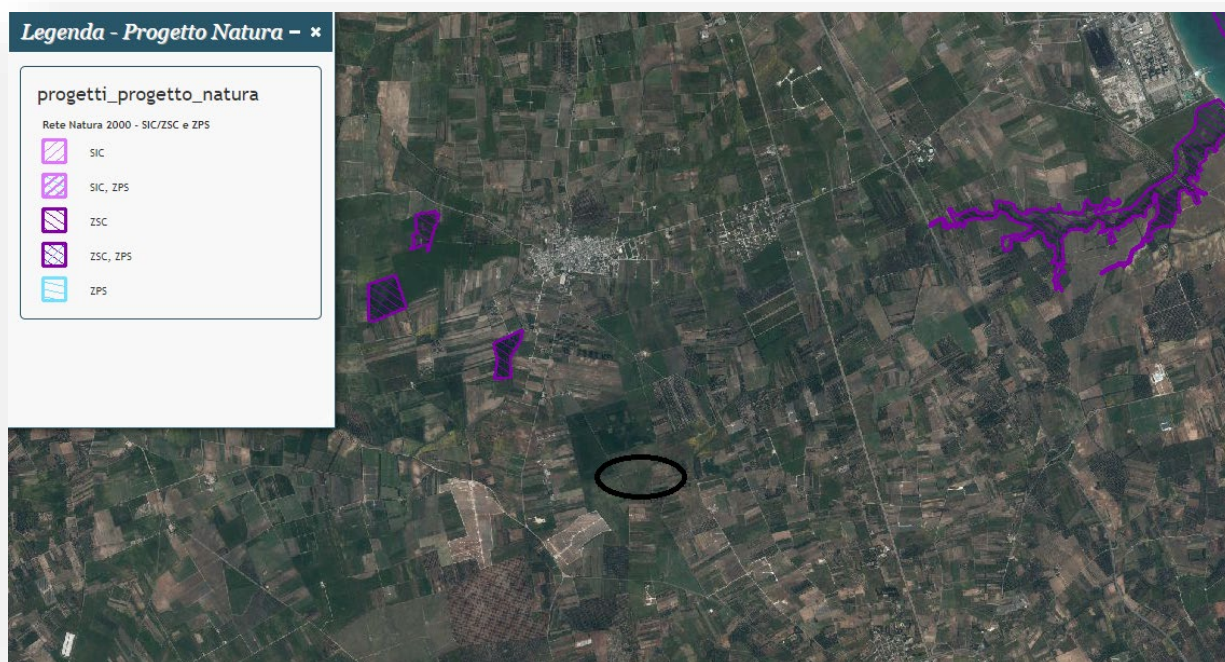 Legenda - Progetto Natura – ×
progetti_progetto_natura
Rete Natura 2000 - SIC/ZSC e ZPS
SIC
SIC, ZPS
ZSC
ZSC, ZPS
ZPS